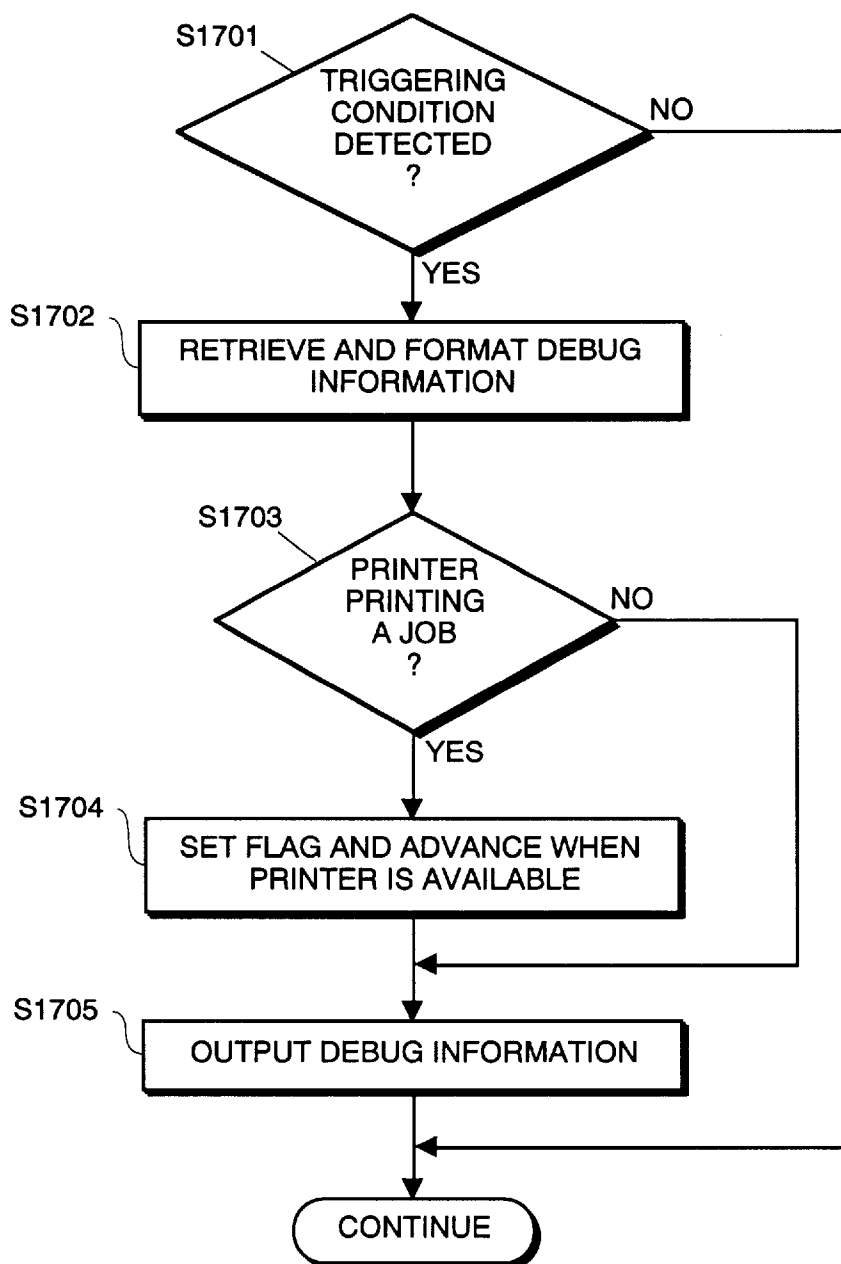 S1701
TRIGGERING
CONDITION
DETECTED
?
NO
YES
S1702
RETRIEVE AND FORMAT DEBUG
INFORMATION
S1703
PRINTER
PRINTING
A JOB
?
NO
YES
S1704
SET FLAG AND ADVANCE WHEN
PRINTER IS AVAILABLE
S1705
OUTPUT DEBUG INFORMATION
CONTINUE